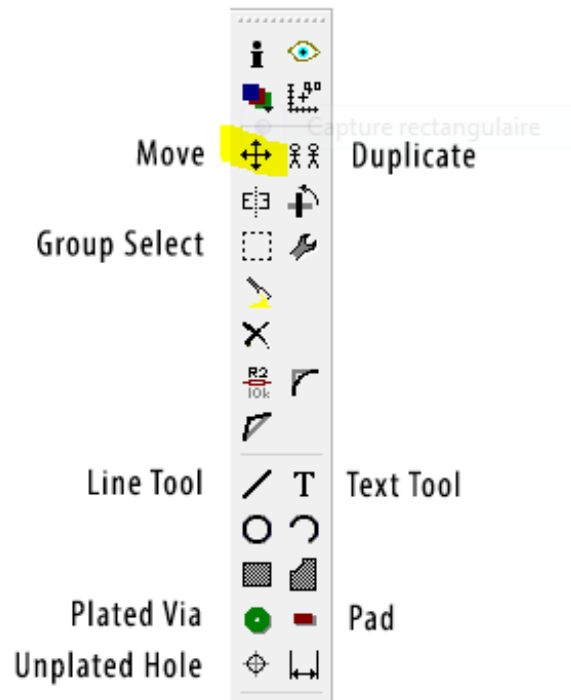 Capture rectangulaire
Move
Duplicate
Group Select
R2
10k
Line Tool
T
Text Tool
Plated Via
Pad
Unplated Hole